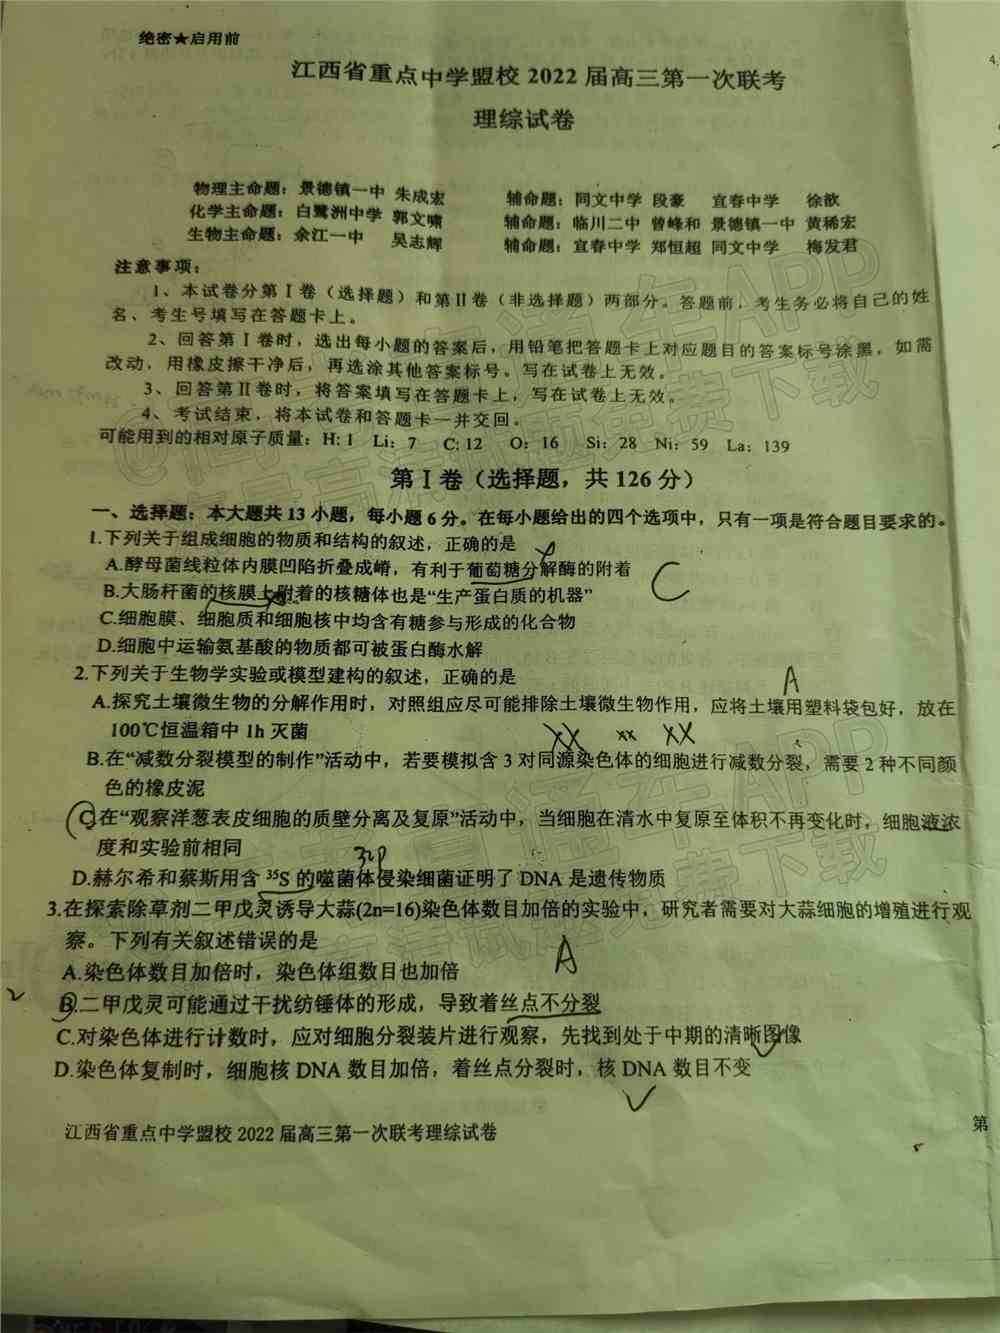 绝密★启用前
江西省重点中学盟校 2022 届高三第一次联考
理综试卷
物理主命题：景德镇一中 朱成宏 辅命题：同文中学 段豪 宜春中学 徐歆
化学主命题：白鹭洲中学 郭文啸 辅命题：临川二中 曾峰和 景德镇一中 黄稀宏
生物主命题：余江一中 吴志辉 辅命题：宜春中学 郑恒超 同文中学 梅发君
注意事项：
1、本试卷分第Ⅰ卷（选择题）和第Ⅱ卷（非选择题）两部分。答题前，考生务必将自己的姓
名、考生号填写在答题卡上。
2、回答第Ⅰ卷时，选出每小题的答案后，用铅笔把答题卡上对应题目的答案标号涂黑，如需
改动，用橡皮擦干净后，再选涂其他答案标号。写在试卷上无效。
3、回答第Ⅱ卷时，将答案填写在答题卡上，写在试卷上无效。
4、考试结束，将本试卷和答题卡一并交回。
可能用到的相对原子质量：H: 1 Li: 7 C: 12 O: 16 Si: 28 Ni: 59 La: 139
第Ⅰ卷（选择题，共 126 分）
一、选择题：本大题共 13 小题，每小题 6 分。在每小题给出的四个选项中，只有一项是符合题目要求的。
1.下列关于组成细胞的物质和结构的叙述，正确的是
A.酵母菌线粒体内膜凹陷折叠成嵴，有利于葡萄糖分解酶的附着
B.大肠杆菌的核膜上附着的核糖体也是“生产蛋白质的机器”
C
C.细胞膜、细胞质和细胞核中均含有糖参与形成的化合物
D.细胞中运输氨基酸的物质都可被蛋白酶水解
2.下列关于生物学实验或模型建构的叙述，正确的是
A
A.探究土壤微生物的分解作用时，对照组应尽可能排除土壤微生物作用，应将土壤用塑料袋包好，放在
100℃恒温箱中 1h 灭菌
XX XX XX
B.在“减数分裂模型的制作”活动中，若要模拟含 3 对同源染色体的细胞进行减数分裂，需要 2 种不同颜
色的橡皮泥
C.在“观察洋葱表皮细胞的质壁分离及复原”活动中，当细胞在清水中复原至体积不再变化时，细胞液浓
度和实验前相同
32P
D.赫尔希和蔡斯用含 ³⁵S 的噬菌体侵染细菌证明了 DNA 是遗传物质
3.在探索除草剂二甲戊灵诱导大蒜(2n=16)染色体数目加倍的实验中，研究者需要对大蒜细胞的增殖进行观
察。下列有关叙述错误的是
A
A.染色体数目加倍时，染色体组数目也加倍
B.二甲戊灵可能通过干扰纺锤体的形成，导致着丝点不分裂
C.对染色体进行计数时，应对细胞分裂装片进行观察，先找到处于中期的清晰图像
D.染色体复制时，细胞核 DNA 数目加倍，着丝点分裂时，核 DNA 数目不变
江西省重点中学盟校 2022 届高三第一次联考理综试卷
第
4.